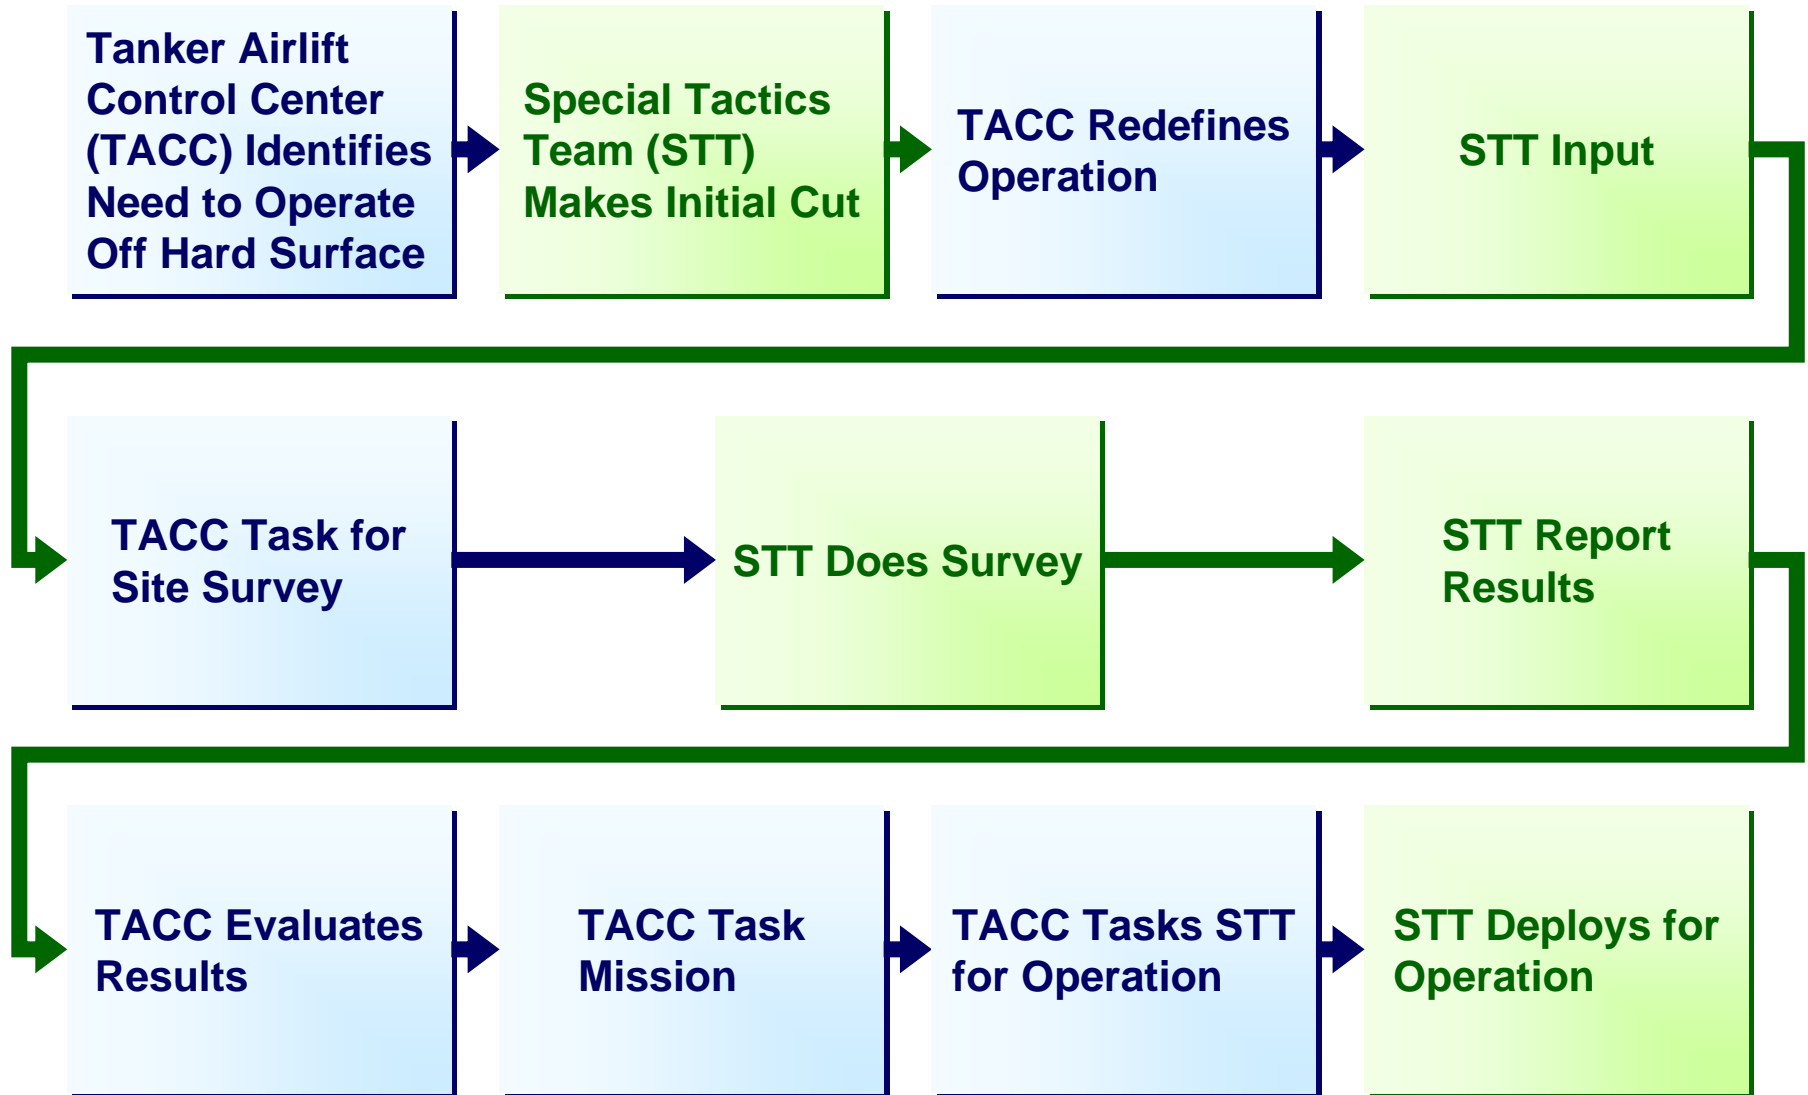 Tanker Airlift
Control Center
(TACC) Identifies
Need to Operate
Off Hard Surface
Special Tactics
Team (STT)
Makes Initial Cut
TACC Redefines
Operation
STT Input
TACC Task for
Site Survey
STT Does Survey
STT Report
Results
TACC Evaluates
Results
TACC Task
Mission
TACC Tasks STT
for Operation
STT Deploys for
Operation